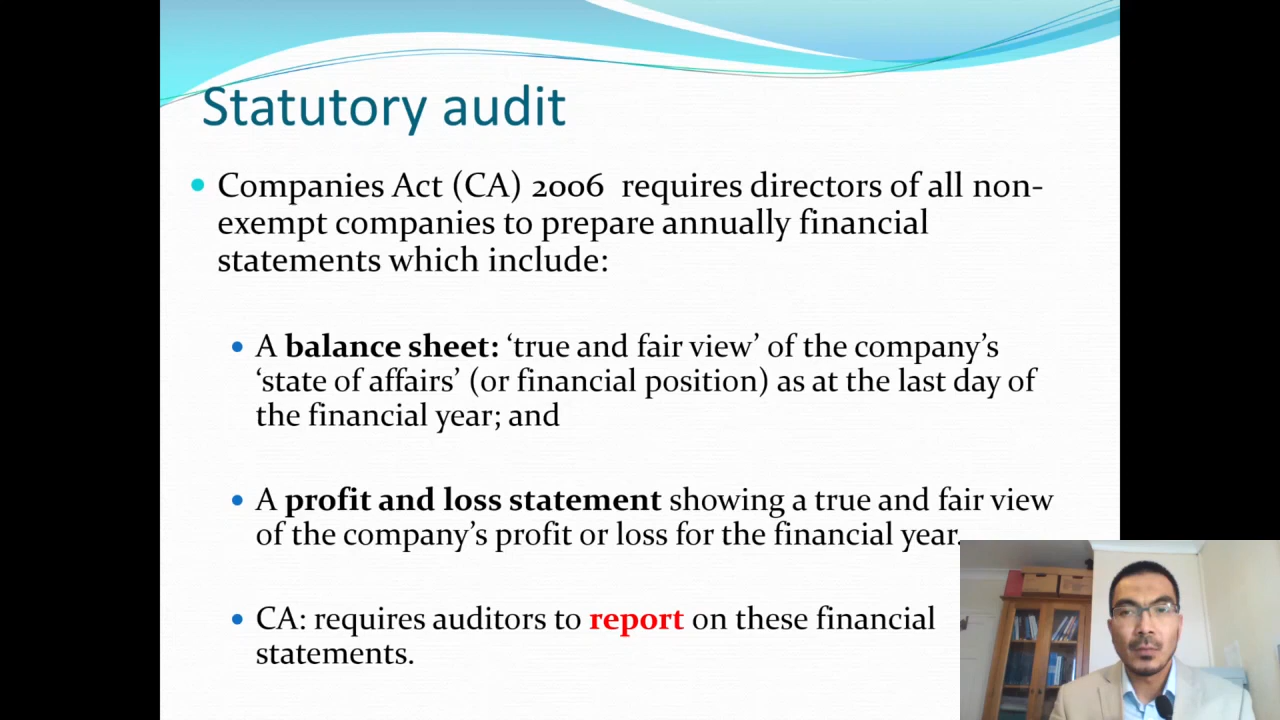 Statutory audit
Companies Act (CA) 2006 requires directors of all non-
exempt companies to prepare annually financial
statements which include:
A balance sheet: ‘true and fair view’ of the company’s
‘state of affairs’ (or financial position) as at the last day of
the financial year; and
A profit and loss statement showing a true and fair view
of the company’s profit or loss for the financial year.
CA: requires auditors to report on these financial
statements.